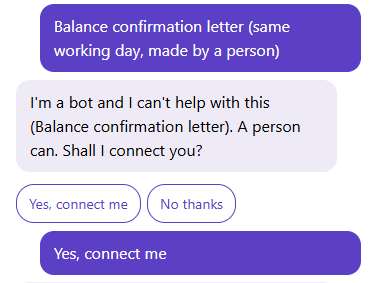 Balance confirmation letter (same
working day, made by a person)
I'm a bot and I can't help with this
(Balance confirmation letter). A person
can. Shall I connect you?
Yes, connect me
No thanks
Yes, connect me